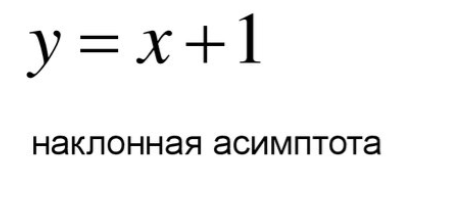 y = x + 1
наклонная асимптота